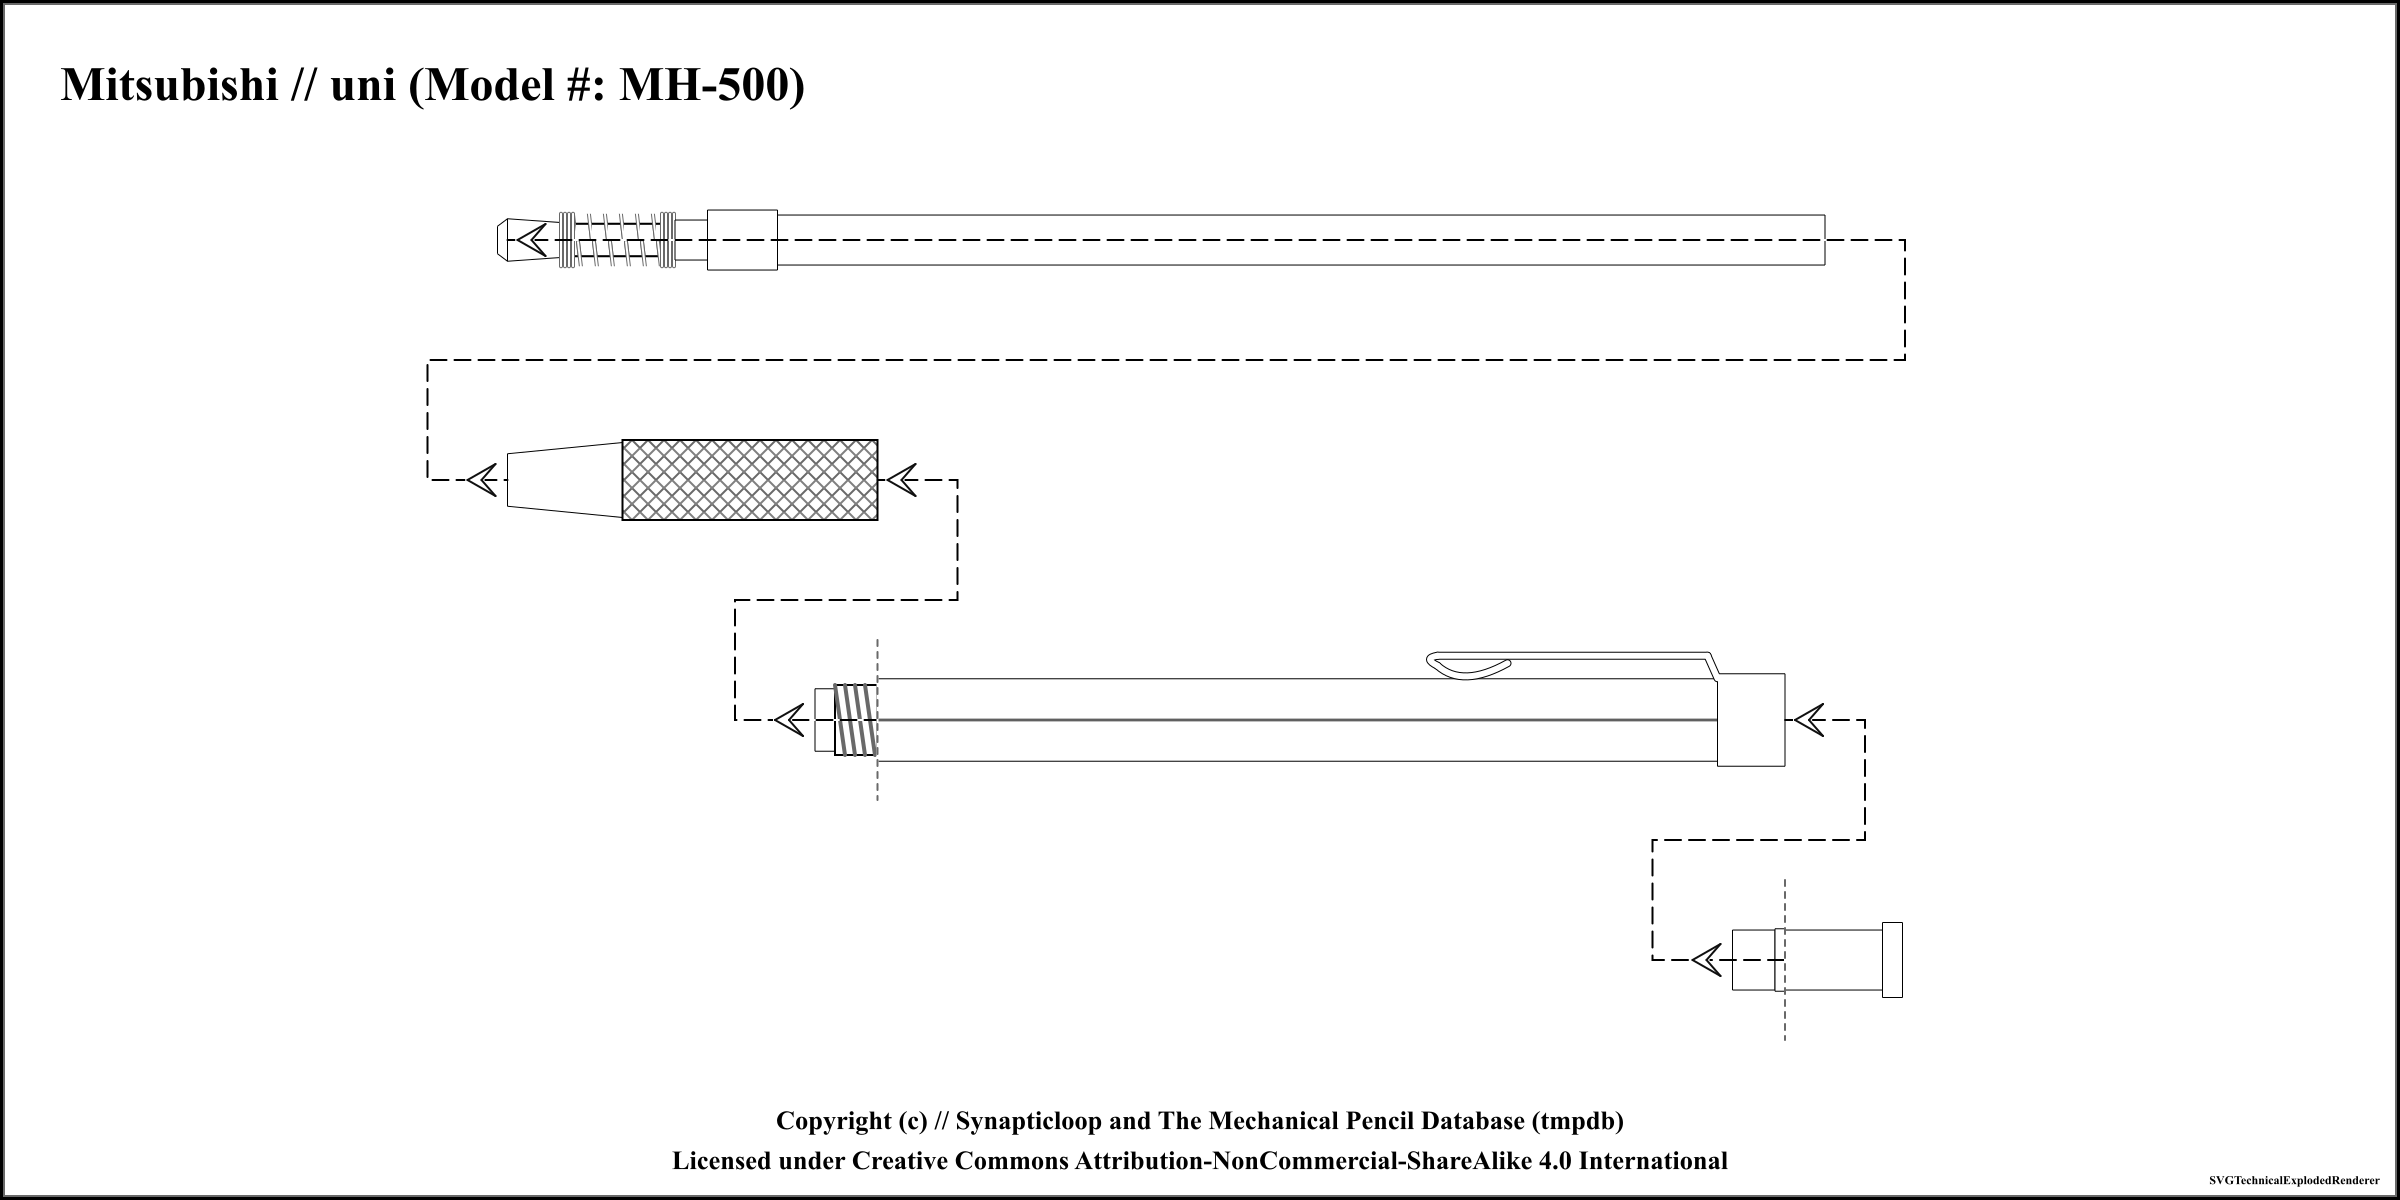 Mitsubishi // uni (Model #: MH-500)
Copyright (c) // Synapticloop and The Mechanical Pencil Database (tmpdb)
Licensed under Creative Commons Attribution-NonCommercial-ShareAlike 4.0 International
SVGTechnicalExplodedRenderer